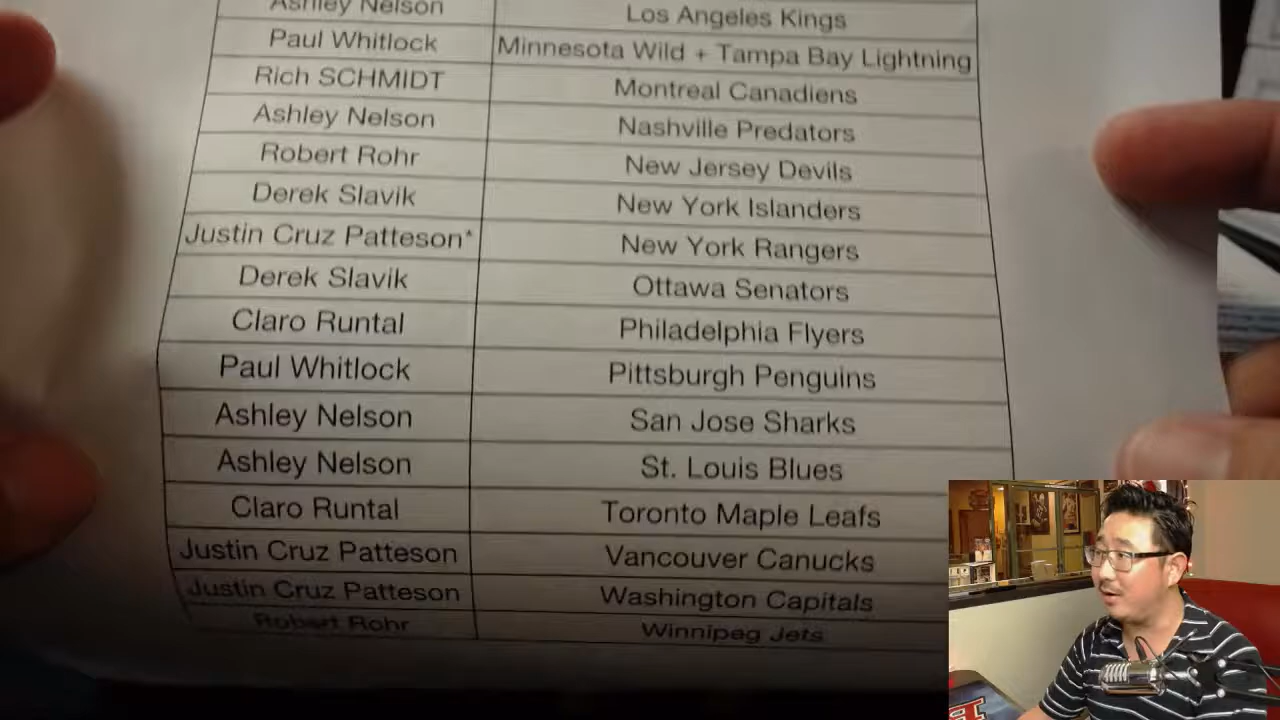 Ashley Nelson Los Angeles Kings
Paul Whitlock Minnesota Wild + Tampa Bay Lightning
Rich SCHMIDT Montreal Canadiens
Ashley Nelson Nashville Predators
Robert Rohr New Jersey Devils
Derek Slavik New York Islanders
Justin Cruz Patteson* New York Rangers
Derek Slavik Ottawa Senators
Claro Runtal Philadelphia Flyers
Paul Whitlock Pittsburgh Penguins
Ashley Nelson San Jose Sharks
Ashley Nelson St. Louis Blues
Claro Runtal Toronto Maple Leafs
Justin Cruz Patteson Vancouver Canucks
Justin Cruz Patteson Washington Capitals
Robert Rohr Winnipeg Jets